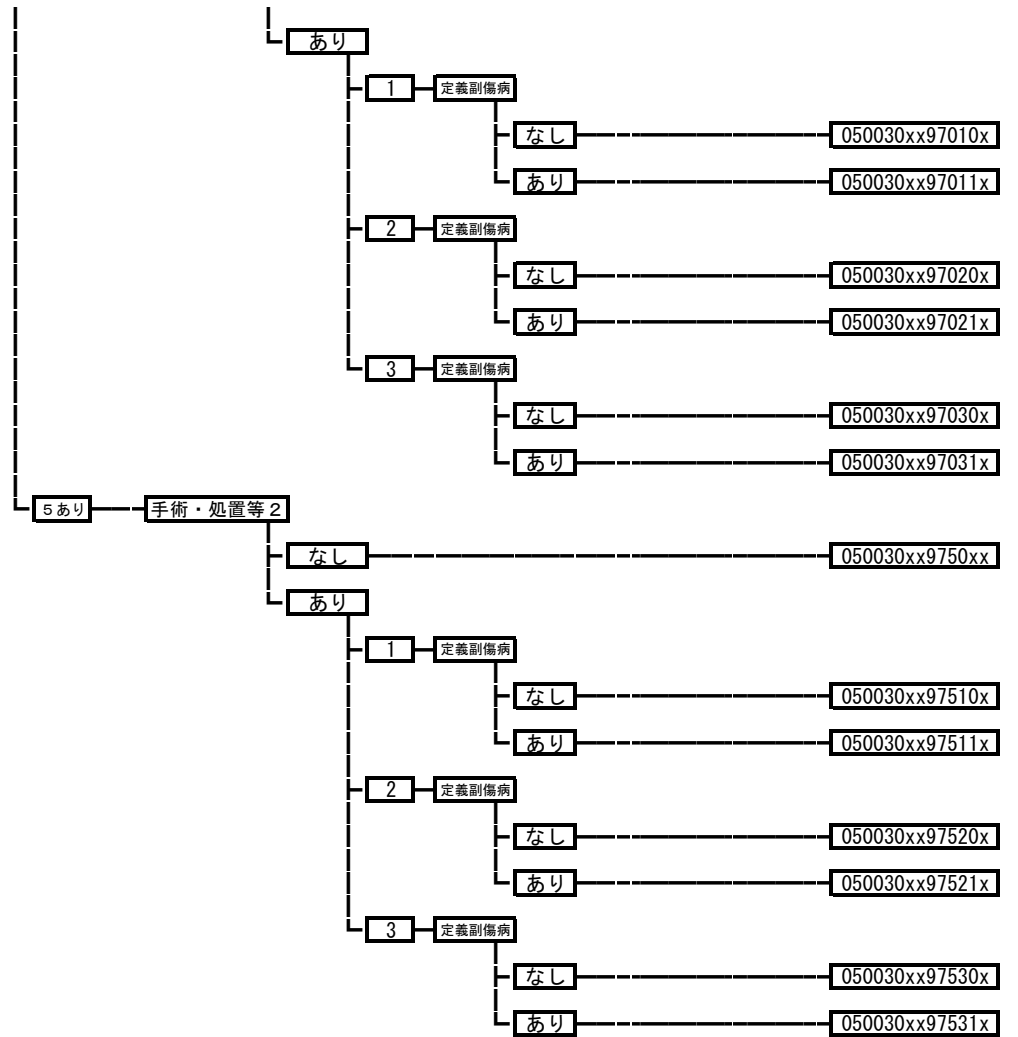 あり
1 定義副傷病
なし 050030xx97010x
あり 050030xx97011x
2 定義副傷病
なし 050030xx97020x
あり 050030xx97021x
3 定義副傷病
なし 050030xx97030x
あり 050030xx97031x
５あり 手術・処置等２
なし 050030xx9750xx
あり
1 定義副傷病
なし 050030xx97510x
あり 050030xx97511x
2 定義副傷病
なし 050030xx97520x
あり 050030xx97521x
3 定義副傷病
なし 050030xx97530x
あり 050030xx97531x